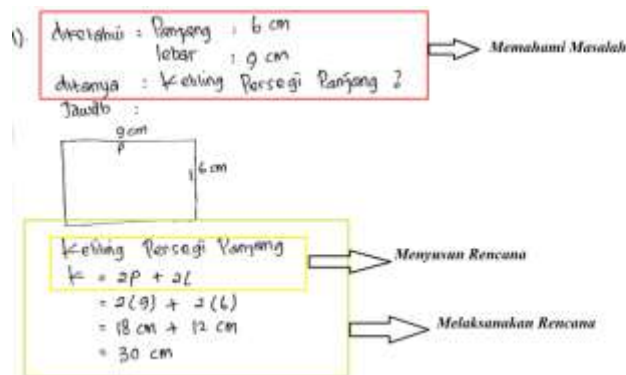 1). diketahui : Panjang : 6 cm
lebar : 9 cm
Memahami Masalah
ditanya : Keliling Persegi Panjang ?
Jawab :
9 cm
P
l 6 cm
Keliling Persegi Panjang
K = 2P + 2l
Menyusun Rencana
= 2(9) + 2(6)
= 18 cm + 12 cm
Melaksanakan Rencana
= 30 cm